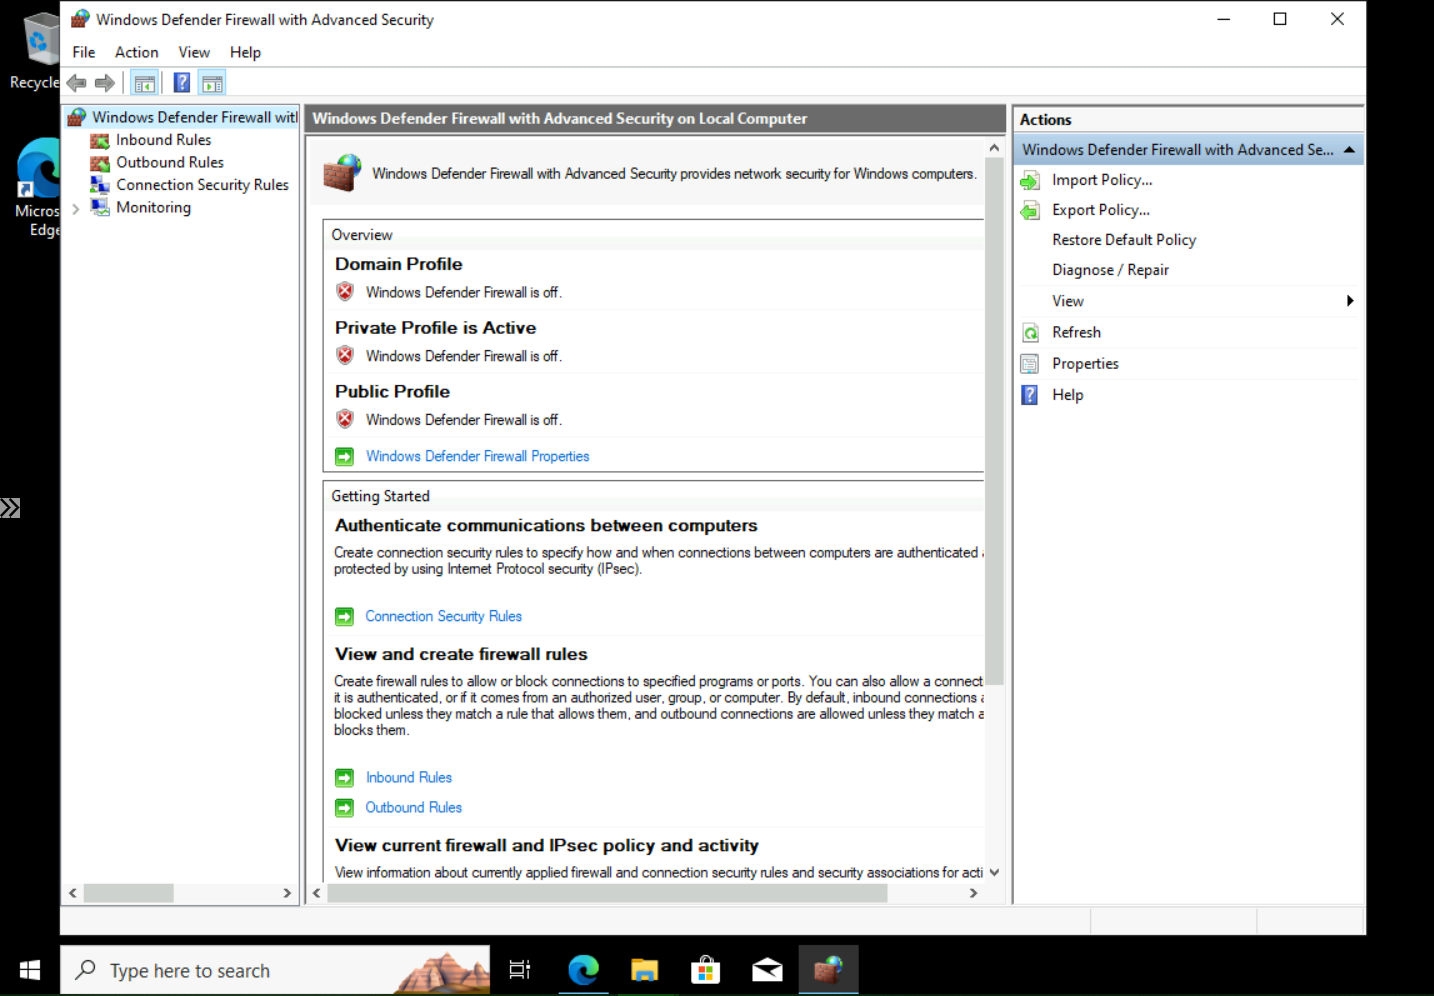 Windows Defender Firewall with Advanced Security
File Action View Help
Recycle
Micros
Edge
Windows Defender Firewall with
Inbound Rules
Outbound Rules
Connection Security Rules
Monitoring
Windows Defender Firewall with Advanced Security on Local Computer
Windows Defender Firewall with Advanced Security provides network security for Windows computers.
Overview
Domain Profile
Windows Defender Firewall is off.
Private Profile is Active
Windows Defender Firewall is off.
Public Profile
Windows Defender Firewall is off.
Windows Defender Firewall Properties
Getting Started
Authenticate communications between computers
Create connection security rules to specify how and when connections between computers are authenticated
protected by using Internet Protocol security (IPsec).
Connection Security Rules
View and create firewall rules
Create firewall rules to allow or block connections to specified programs or ports. You can also allow a connect
it is authenticated, or if it comes from an authorized user, group, or computer. By default, inbound connections
blocked unless they match a rule that allows them, and outbound connections are allowed unless they match a
blocks them.
Inbound Rules
Outbound Rules
View current firewall and IPsec policy and activity
View information about currently applied firewall and connection security rules and security associations for acti
Actions
Windows Defender Firewall with Advanced Se...
Import Policy...
Export Policy...
Restore Default Policy
Diagnose / Repair
View
Refresh
Properties
Help
Type here to search